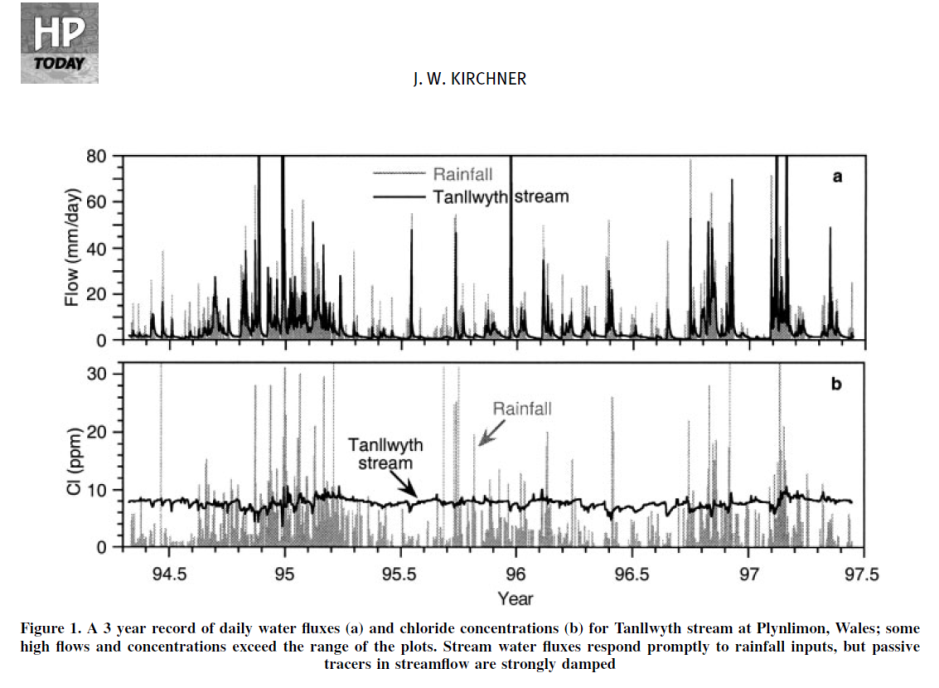 HP
TODAY
J. W. KIRCHNER
80
60
40
20
0
Flow (mm/day)
Rainfall
Tanllwyth stream
a
30
20
10
0
Cl (ppm)
b
Rainfall
Tanllwyth
stream
94.5 95 95.5 96 96.5 97 97.5
Year
Figure 1. A 3 year record of daily water fluxes (a) and chloride concentrations (b) for Tanllwyth stream at Plynlimon, Wales; some
high flows and concentrations exceed the range of the plots. Stream water fluxes respond promptly to rainfall inputs, but passive
tracers in streamflow are strongly damped